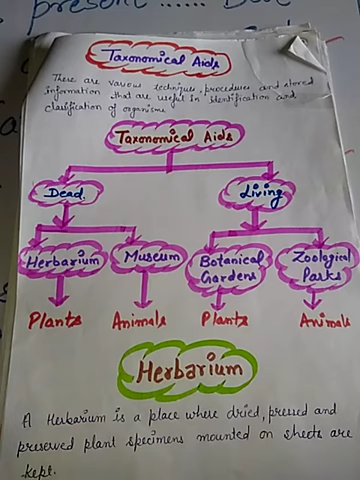 present ......
Taxonomical Aids
These are various techniques, procedures and stored
information that are useful in identification and
classification of organisms
Taxonomical Aids
Dead. Living
Herbarium Museum Botanical Gardens Zoological Parks
Plants Animals Plants Animals
Herbarium
A Herbarium is a place where dried, pressed and
preserved plant specimens mounted on sheets are
kept.